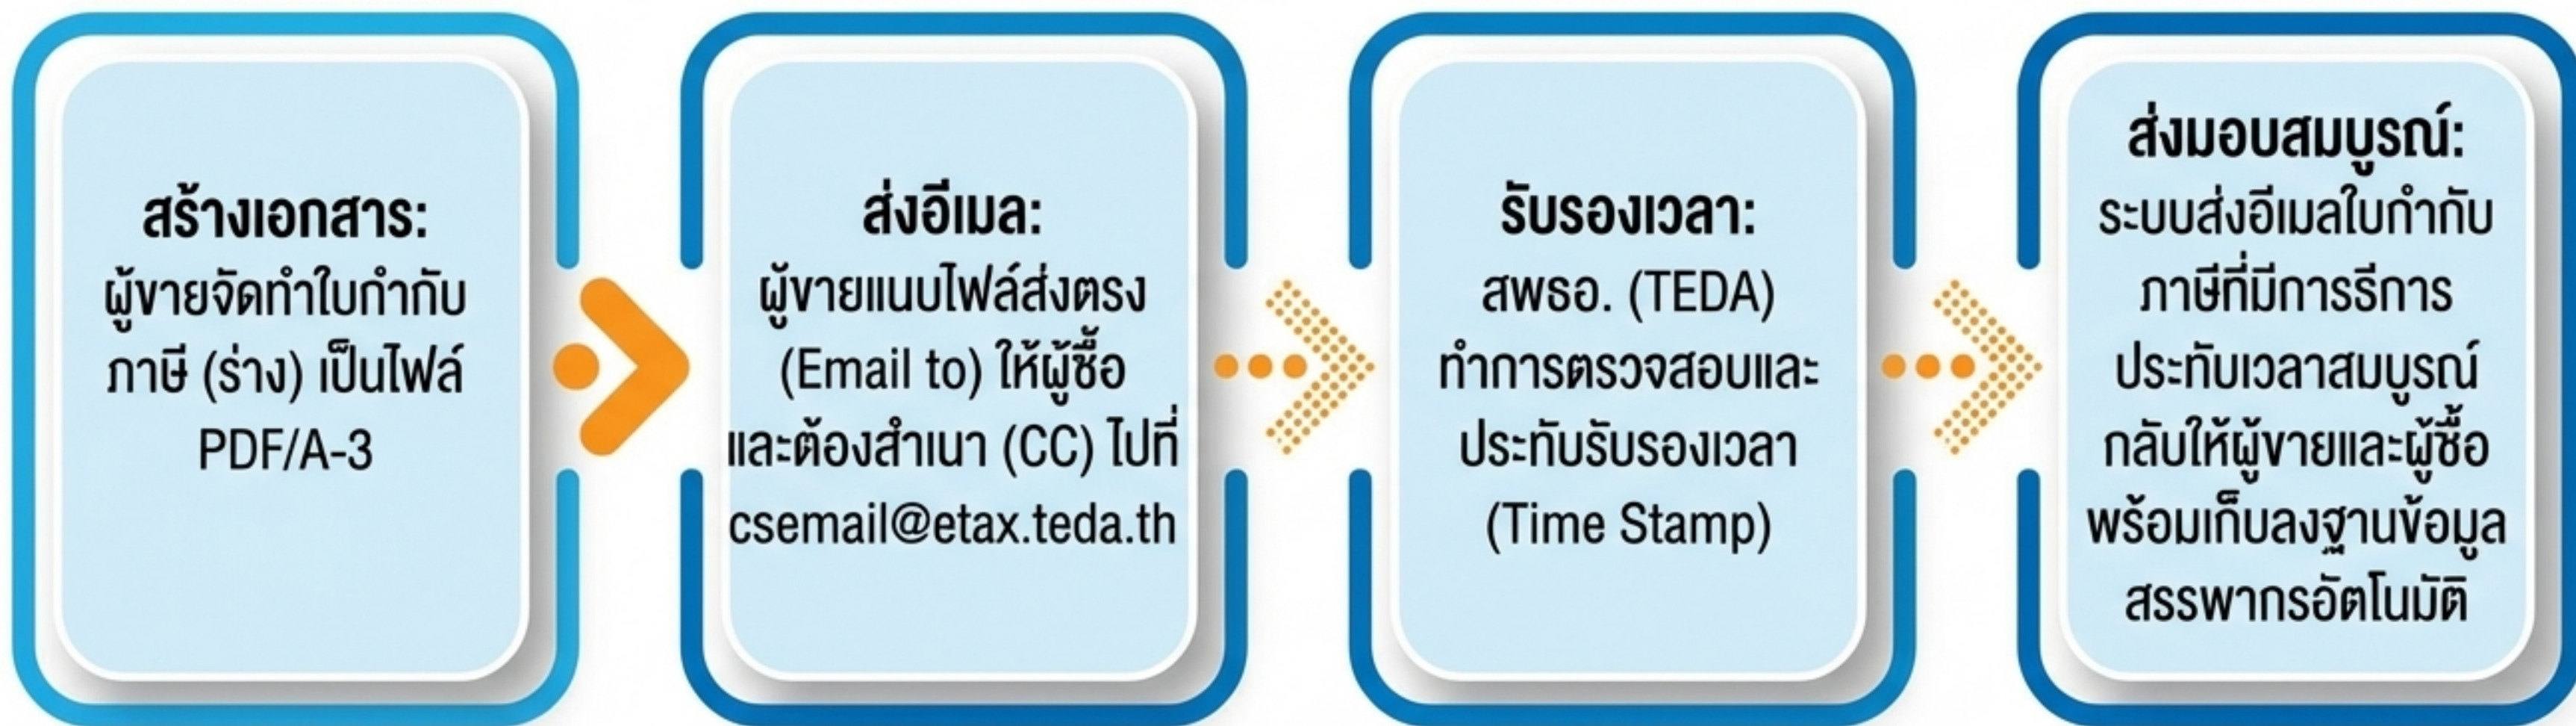 สร้างเอกสาร:
ผู้ขายจัดทำใบกำกับ
ภาษี (ร่าง) เป็นไฟล์
PDF/A-3
ส่งอีเมล:
ผู้ขายแนบไฟล์ส่งตรง
(Email to) ให้ผู้ซื้อ
และต้องสำเนา (CC) ไปที่
csemail@etax.teda.th
รับรองเวลา:
สพธอ. (TEDA)
ทำการตรวจสอบและ
ประทับรับรองเวลา
(Time Stamp)
ส่งมอบสมบูรณ์:
ระบบส่งอีเมลใบกำกับ
ภาษีที่มีการธีการ
ประทับเวลาสมบูรณ์
กลับให้ผู้ขายและผู้ซื้อ
พร้อมเก็บลงฐานข้อมูล
สรรพากรอัตโนมัติ